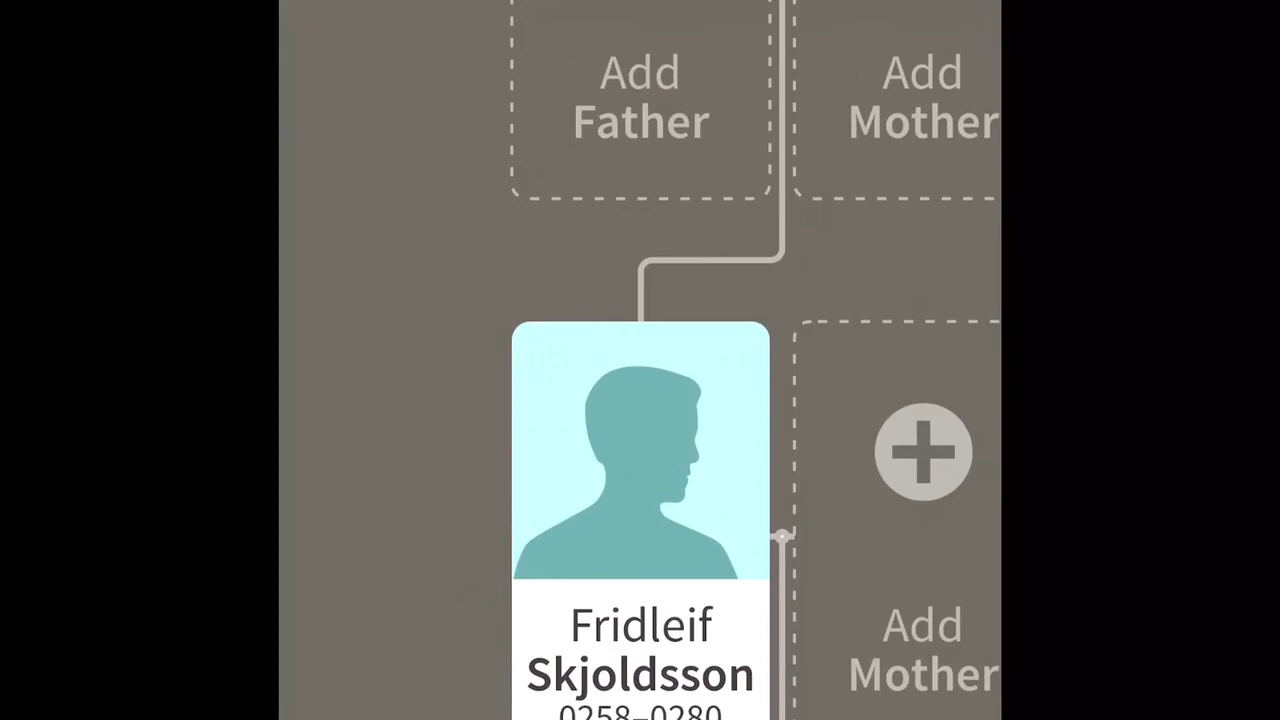 Add
Father
Add
Mother
Fridleif
Skjoldsson
0258–0280
Add
Mother